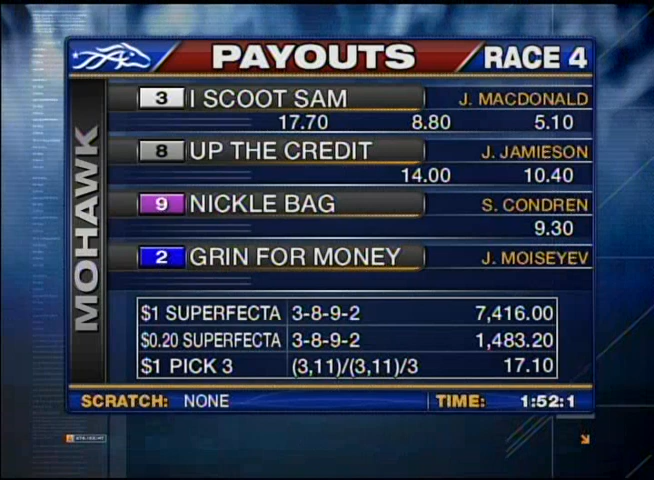 PAYOUTS RACE 4
MOHAWK
3 I SCOOT SAM J. MACDONALD
17.70 8.80 5.10
8 UP THE CREDIT J. JAMIESON
14.00 10.40
9 NICKLE BAG S. CONDREN
9.30
2 GRIN FOR MONEY J. MOISEYEV
$1 SUPERFECTA 3-8-9-2 7,416.00
$0.20 SUPERFECTA 3-8-9-2 1,483.20
$1 PICK 3 (3,11)/(3,11)/3 17.10
SCRATCH: NONE TIME: 1:52:1